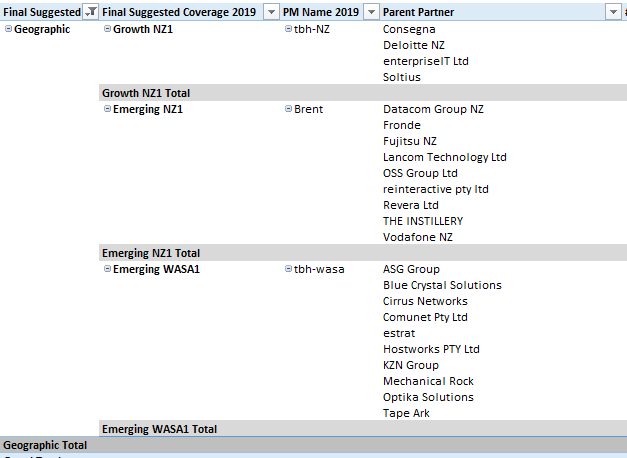 Final Suggested Final Suggested Coverage 2019 PM Name 2019 Parent Partner
Geographic Growth NZ1 tbh-NZ Consegna
Deloitte NZ
enterpriseIT Ltd
Soltius
Growth NZ1 Total
Emerging NZ1 Brent Datacom Group NZ
Fronde
Fujitsu NZ
Lancom Technology Ltd
OSS Group Ltd
reinteractive pty ltd
Revera Ltd
THE INSTILLERY
Vodafone NZ
Emerging NZ1 Total
Emerging WASA1 tbh-wasa ASG Group
Blue Crystal Solutions
Cirrus Networks
Comunet Pty Ltd
estrat
Hostworks PTY Ltd
KZN Group
Mechanical Rock
Optika Solutions
Tape Ark
Emerging WASA1 Total
Geographic Total